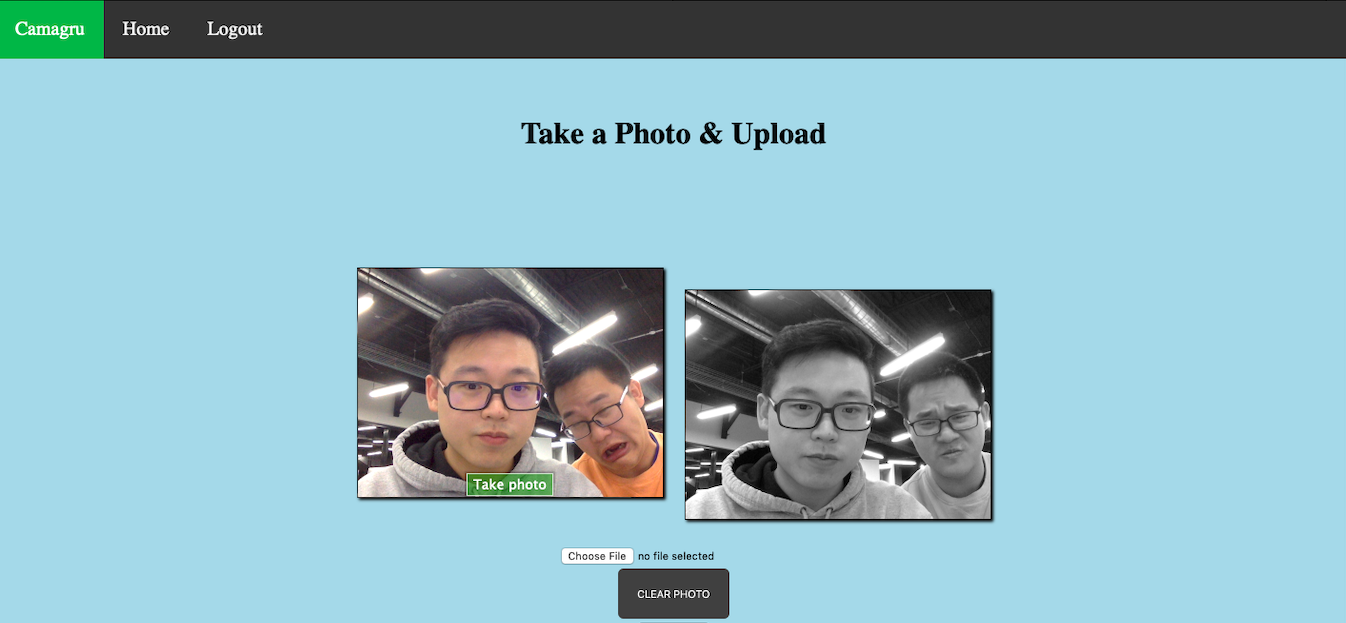 Camagru Home Logout
Take a Photo & Upload
Take photo
Choose File no file selected
CLEAR PHOTO